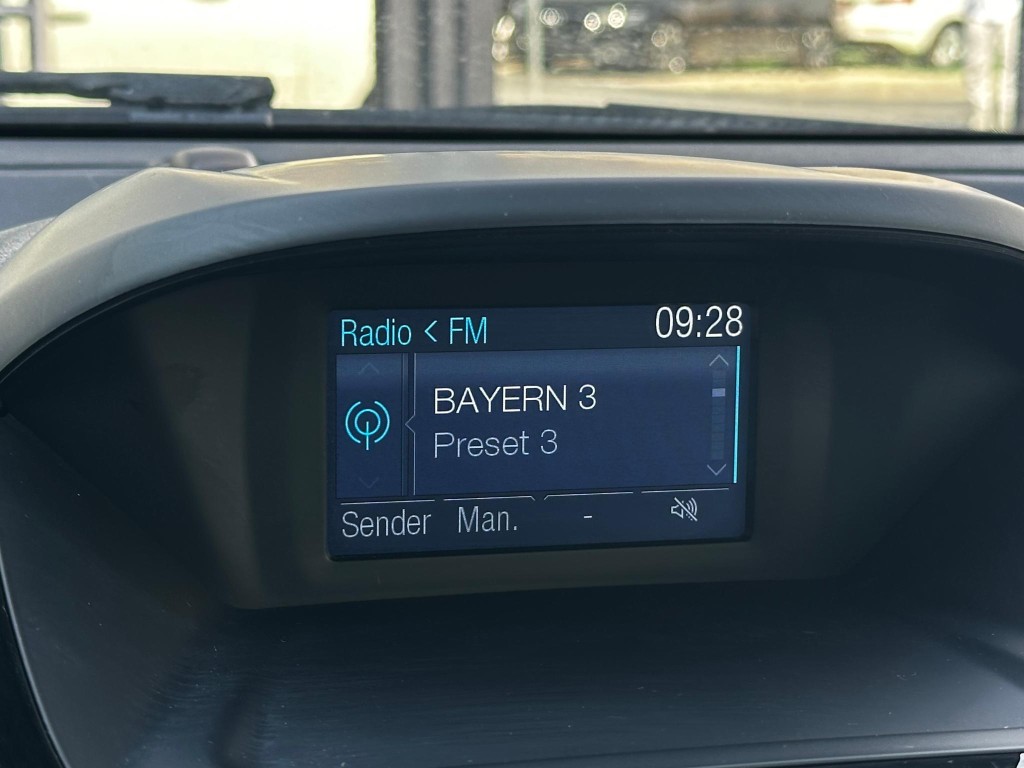 Radio < FM 09:28
BAYERN 3
Preset 3
Sender Man. -